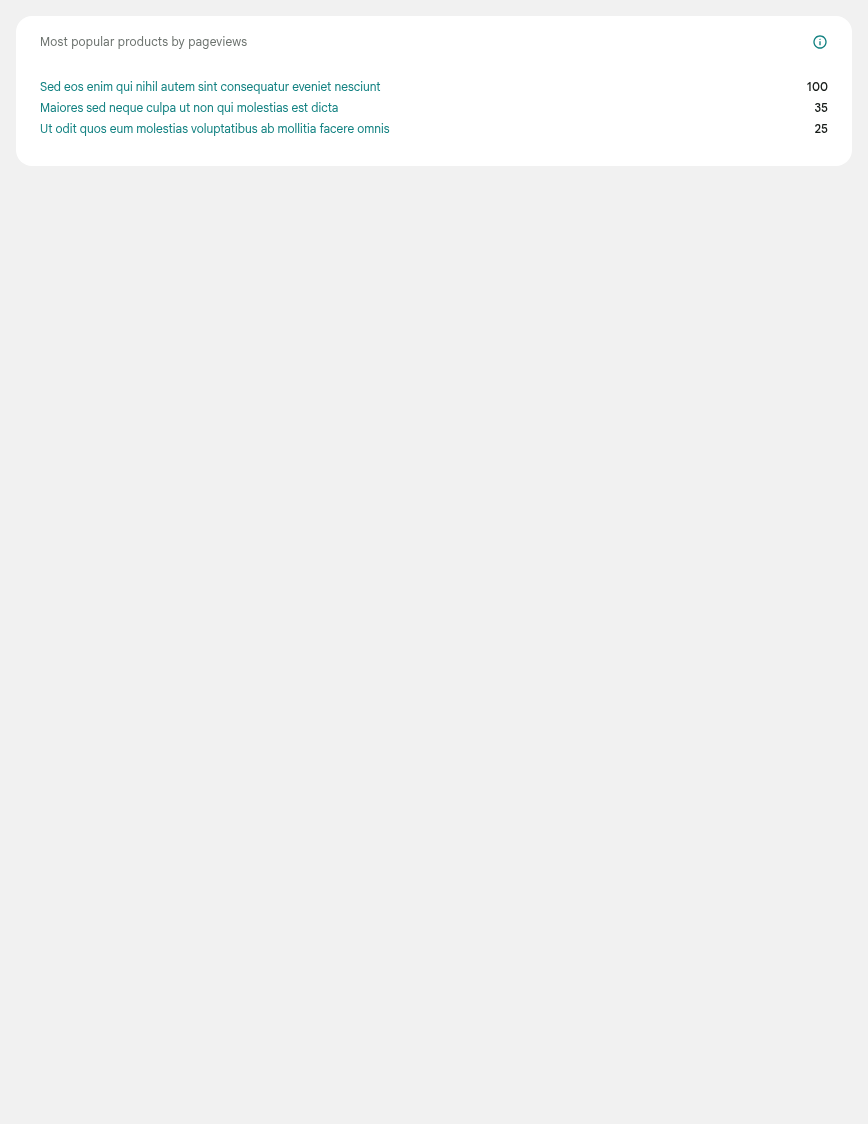 Most popular products by pageviews
Sed eos enim qui nihil autem sint consequatur eveniet nesciunt 100
Maiores sed neque culpa ut non qui molestias est dicta 35
Ut odit quos eum molestias voluptatibus ab mollitia facere omnis 25